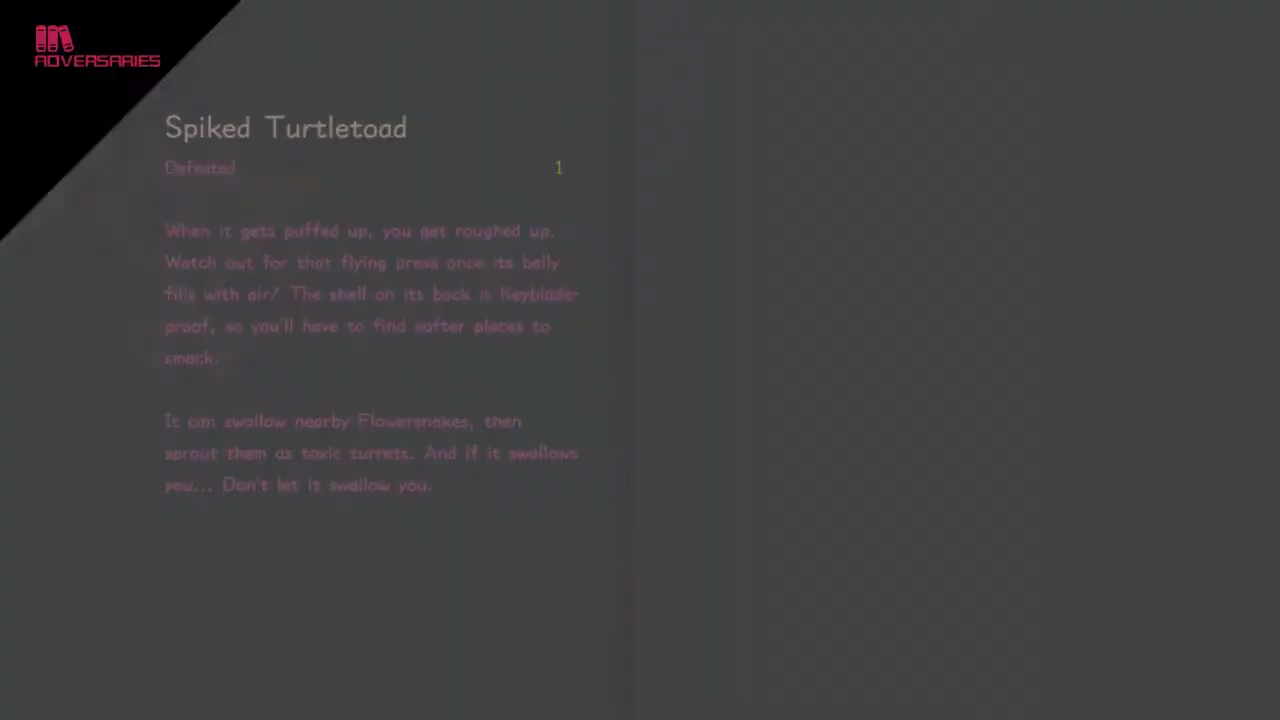 ADVERSARIES
Spiked Turtletoad
Defeated 1
When it gets puffed up, you get roughed up.
Watch out for that flying press once its belly
fills with air! The shell on its back is Keyblade-
proof, so you'll have to find softer places to
smack.
It can swallow nearby Flowersnakes, then
sprout them as toxic turrets. And if it swallows
you... Don't let it swallow you.